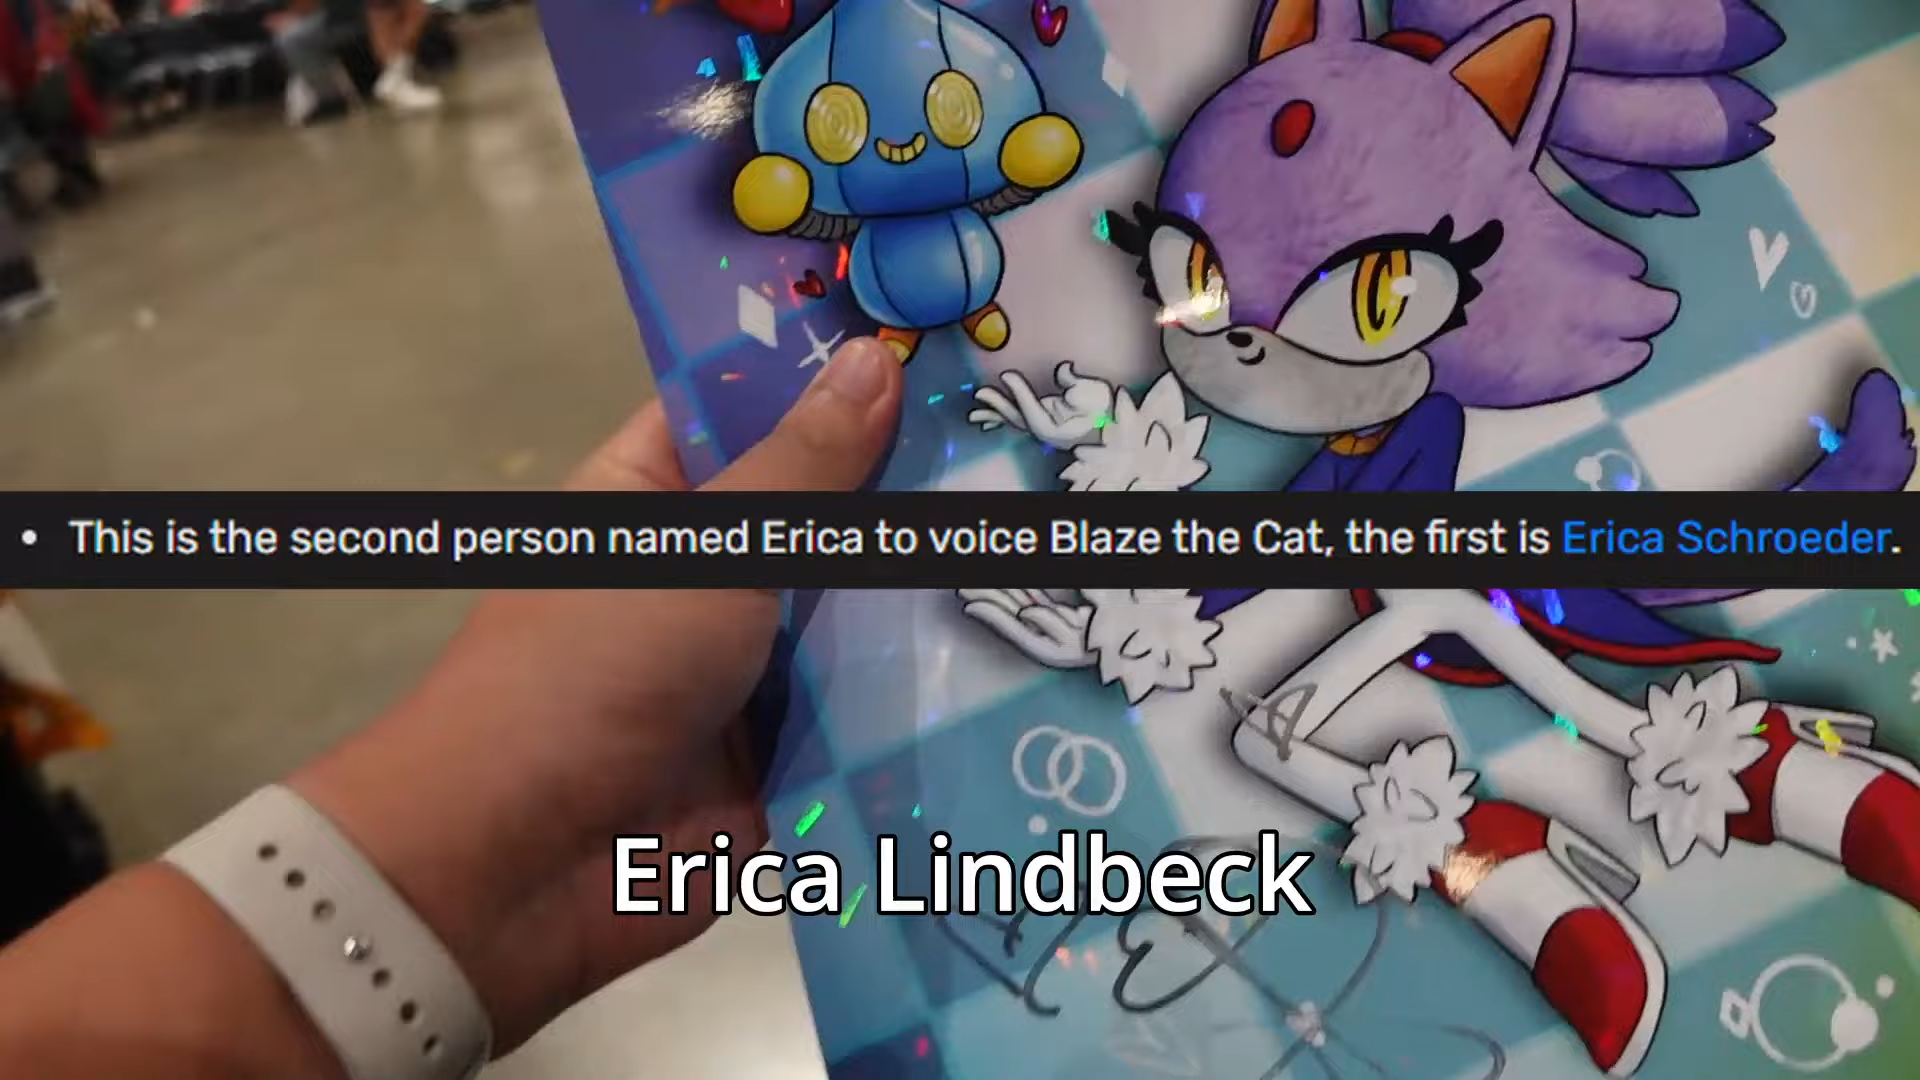 • This is the second person named Erica to voice Blaze the Cat, the first is Erica Schroeder.
Erica Lindbeck